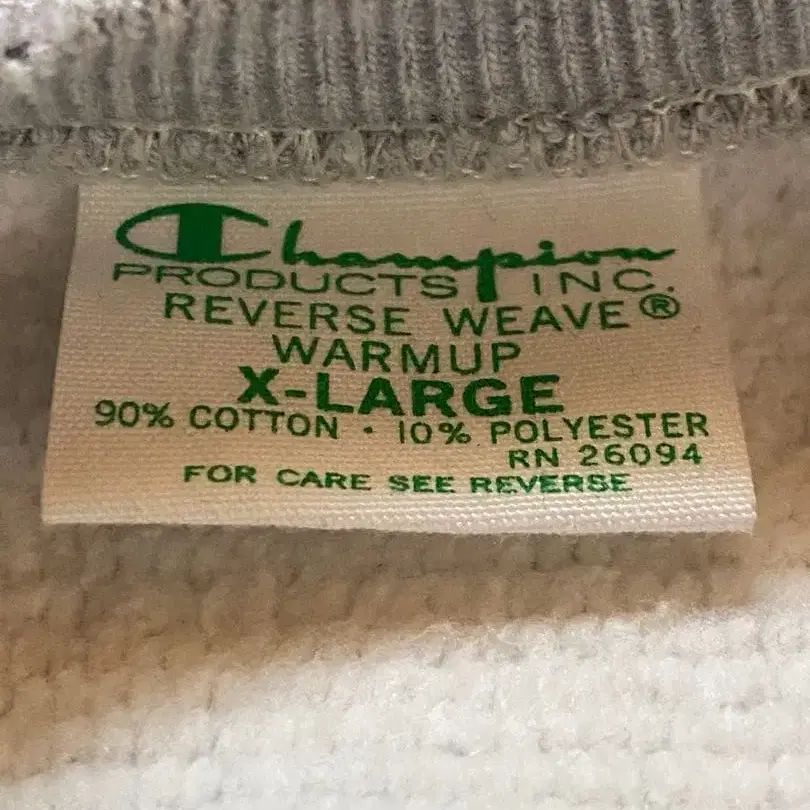 Champion
PRODUCTS INC.
REVERSE WEAVE®
WARMUP
X-LARGE
90% COTTON · 10% POLYESTER
RN 26094
FOR CARE SEE REVERSE